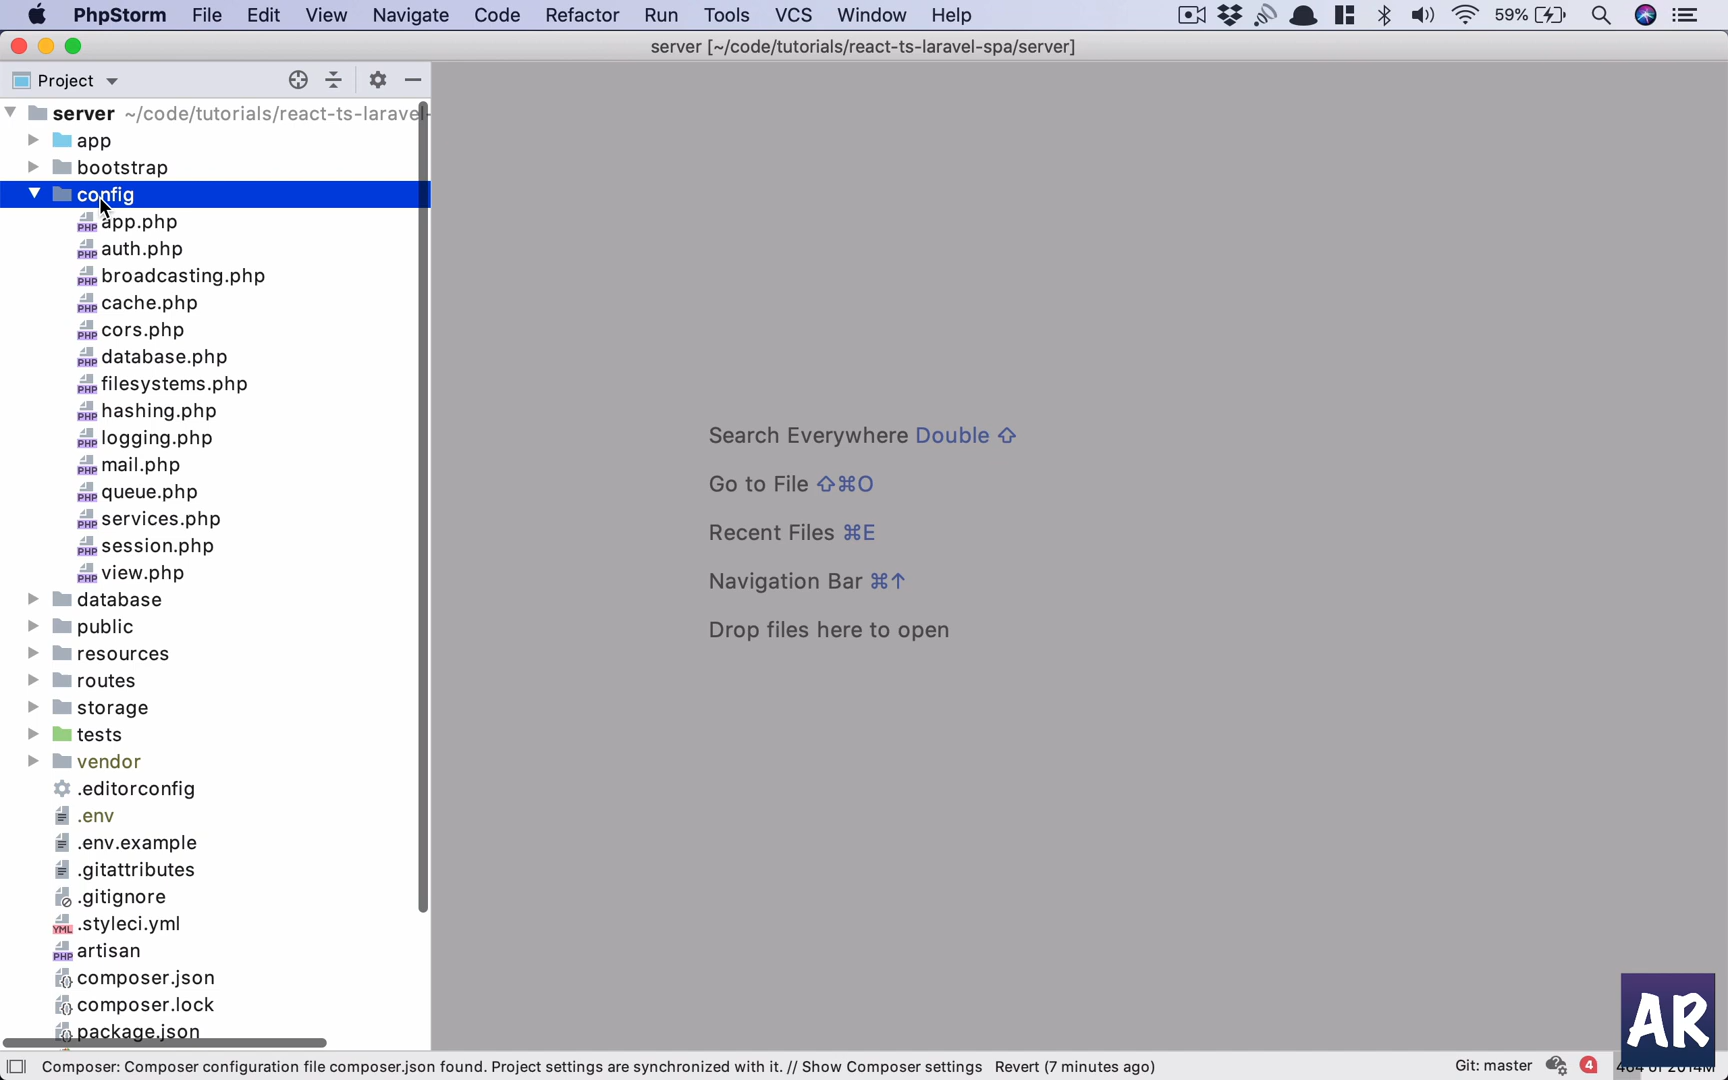 PhpStorm File Edit View Navigate Code Refactor Run Tools VCS Window Help 59%
server [~/code/tutorials/react-ts-laravel-spa/server]
Project
server ~/code/tutorials/react-ts-laravel-
app
bootstrap
config
app.php
auth.php
broadcasting.php
cache.php
cors.php
database.php
filesystems.php
hashing.php
logging.php
mail.php
queue.php
services.php
session.php
view.php
database
public
resources
routes
storage
tests
vendor
.editorconfig
.env
.env.example
.gitattributes
.gitignore
.styleci.yml
artisan
composer.json
composer.lock
package.json
Search Everywhere Double ⇧
Go to File ⇧⌘O
Recent Files ⌘E
Navigation Bar ⌘↑
Drop files here to open
AR
Composer: Composer configuration file composer.json found. Project settings are synchronized with it. // Show Composer settings Revert (7 minutes ago) Git: master 4